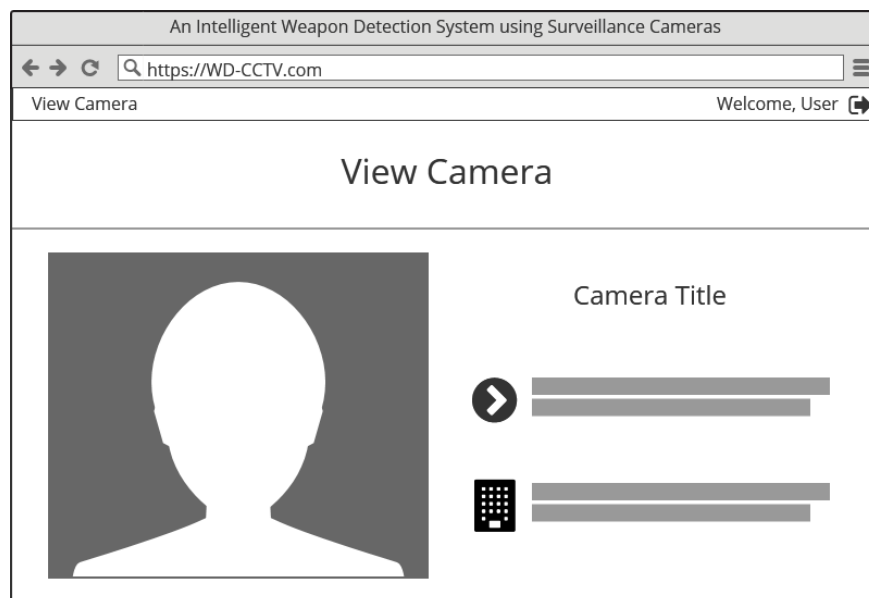 An Intelligent Weapon Detection System using Surveillance Cameras
https://WD-CCTV.com
View Camera
Welcome, User
View Camera
Camera Title